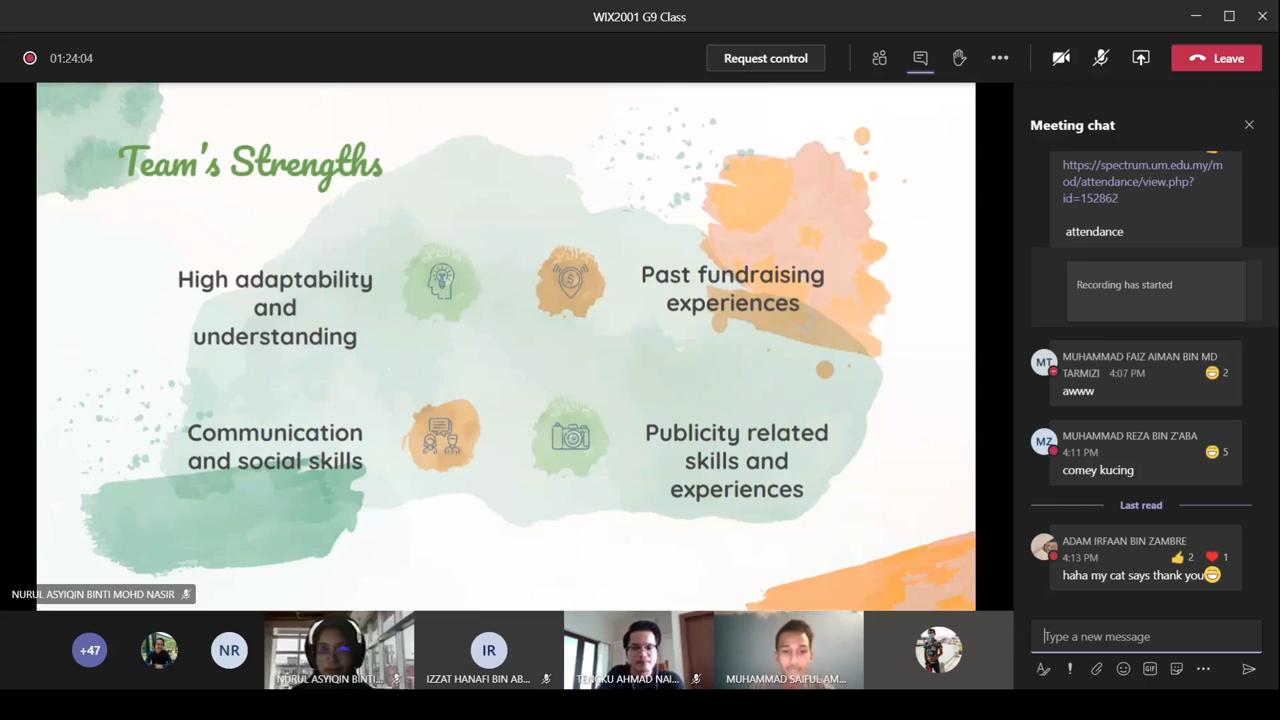 WIX2001 G9 Class
01:24:04
Request control
Leave
Team's Strengths
High adaptability
and
understanding
Past fundraising
experiences
Communication
and social skills
Publicity related
skills and
experiences
NURUL ASYIQIN BINTI MOHD NASIR
+47
NR
NURUL ASYIQIN BINTI...
IR
IZZAT HANAFI BIN AB...
TENGKU AHMAD NAI...
MUHAMMAD SAIFUL AM...
Meeting chat
https://spectrum.um.edu.my/m
od/attendance/view.php?
id=152862
attendance
Recording has started
MT
MUHAMMAD FAIZ AIMAN BIN MD
TARMIZI 4:07 PM 2
awww
MZ
MUHAMMAD REZA BIN Z'ABA
4:11 PM 5
comey kucing
Last read
ADAM IRFAAN BIN ZAMBRE
4:13 PM 2 1
haha my cat says thank you
Type a new message
GIF